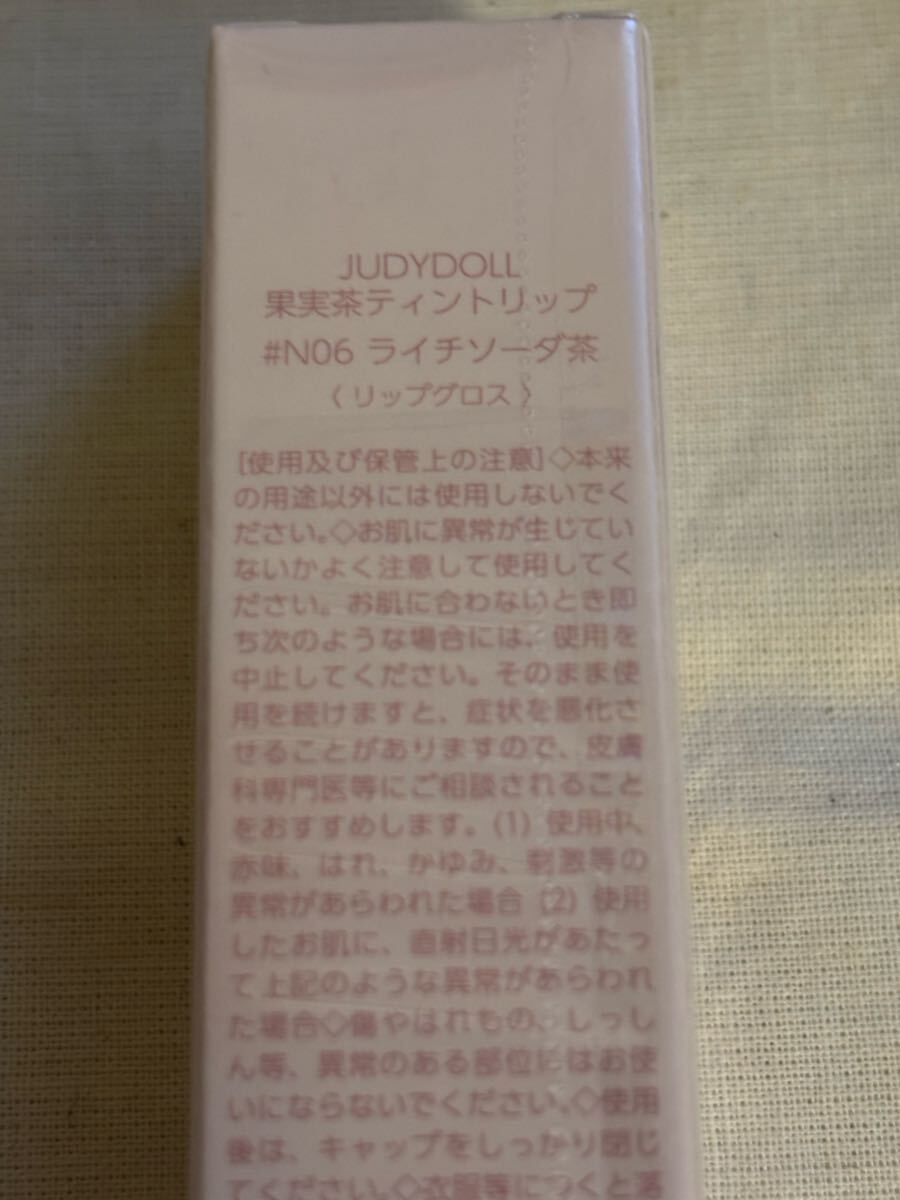 JUDYDOLL
果実茶ティントリップ
#N06 ライチソーダ茶
〈リップグロス〉
[使用及び保管上の注意]◇本来
の用途以外には使用しないでく
ださい。◇お肌に異常が生じてい
ないかよく注意して使用してく
ださい。お肌に合わないとき即
ち次のような場合には、使用を
中止してください。そのまま使
用を続けますと、症状を悪化さ
せることがありますので、皮膚
科専門医等にご相談されること
をおすすめします。(1) 使用中、
赤味、はれ、かゆみ、刺激等の
異常があらわれた場合 (2) 使用
したお肌に、直射日光があたっ
て上記のような異常があらわれ
た場合◇傷やはれもの、しっし
ん等、異常のある部位にはお使
いにならないでください。◇使用
後は、キャップをしっかり閉じ
てください。◇衣服等につくと落